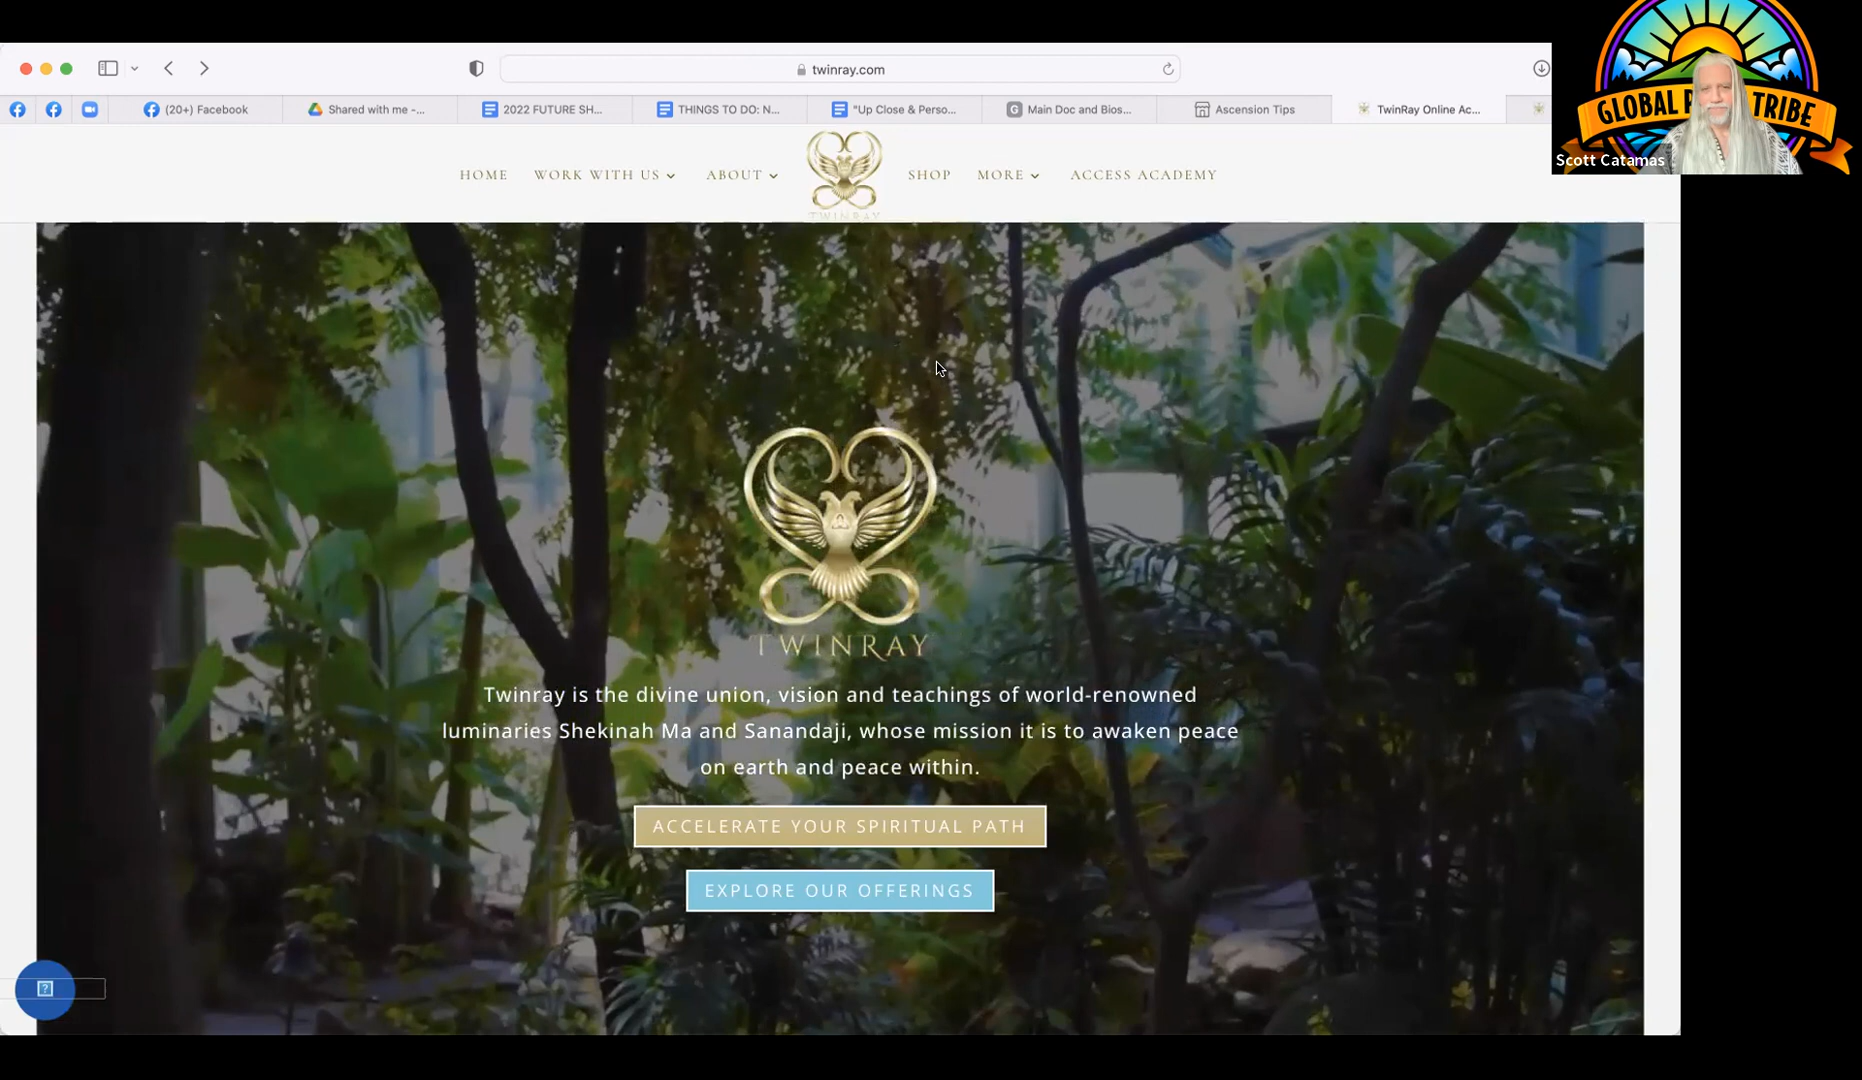 twinray.com
(20+) Facebook
Shared with me -...
2022 FUTURE SH...
THINGS TO DO: N...
"Up Close & Perso...
Main Doc and Bios...
Ascension Tips
TwinRay Online Ac...
GLOBAL P TRIBE
Scott Catamas
HOME
WORK WITH US
ABOUT
TWINRAY
SHOP
MORE
ACCESS ACADEMY
TWINRAY
Twinray is the divine union, vision and teachings of world-renowned
luminaries Shekinah Ma and Sanandaji, whose mission it is to awaken peace
on earth and peace within.
ACCELERATE YOUR SPIRITUAL PATH
EXPLORE OUR OFFERINGS